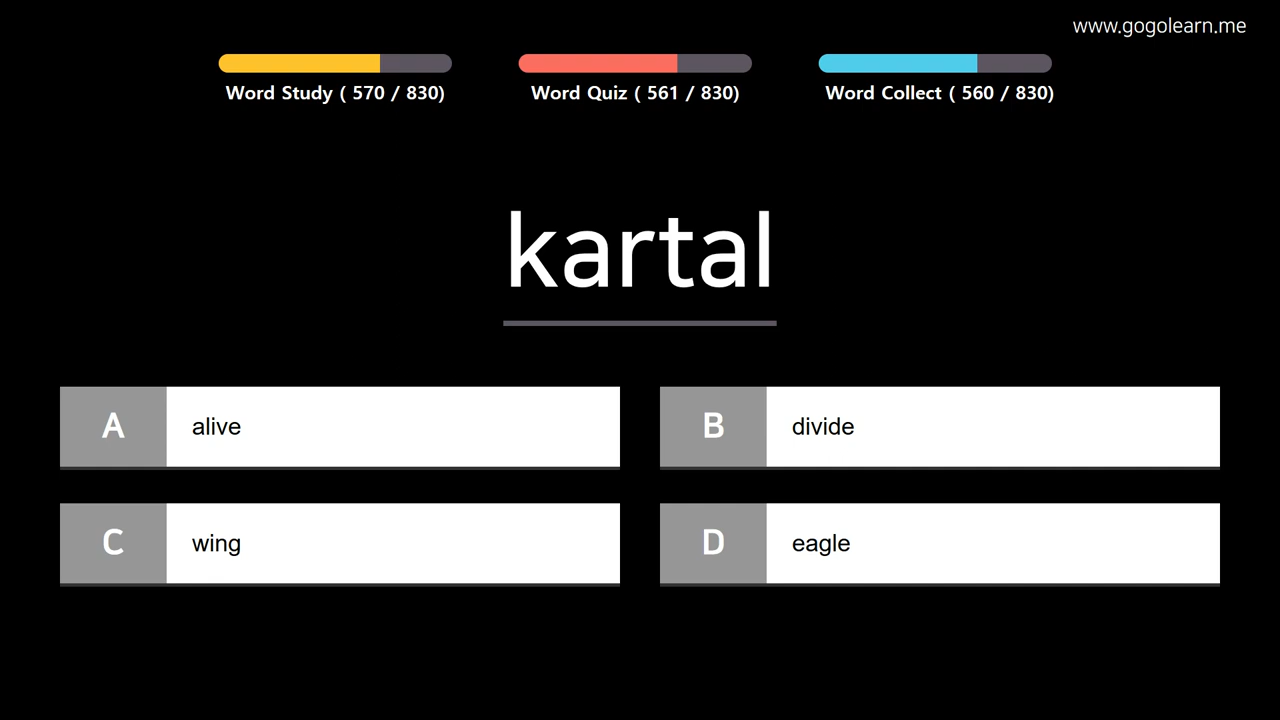 www.gogolearn.me
Word Study ( 570 / 830)
Word Quiz ( 561 / 830)
Word Collect ( 560 / 830)
kartal
A alive
B divide
C wing
D eagle